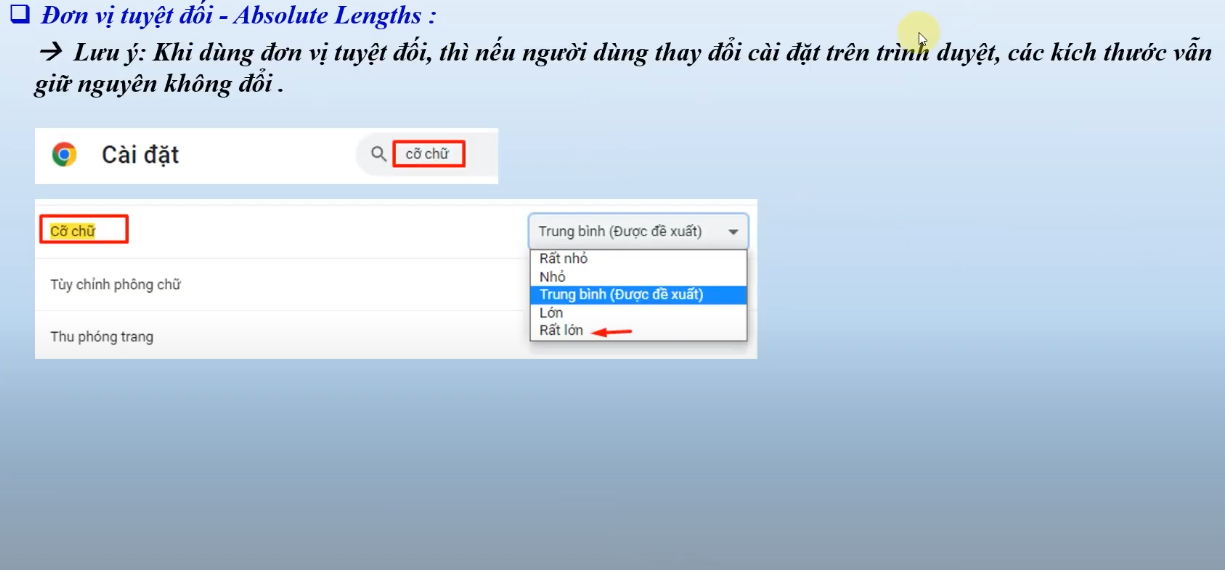 Đơn vị tuyệt đối - Absolute Lengths :
→ Lưu ý: Khi dùng đơn vị tuyệt đối, thì nếu người dùng thay đổi cài đặt trên trình duyệt, các kích thước vẫn
giữ nguyên không đổi .
Cài đặt
cỡ chữ
Cỡ chữ
Trung bình (Được đề xuất)
Rất nhỏ
Nhỏ
Trung bình (Được đề xuất)
Lớn
Rất lớn
Tùy chỉnh phông chữ
Thu phóng trang